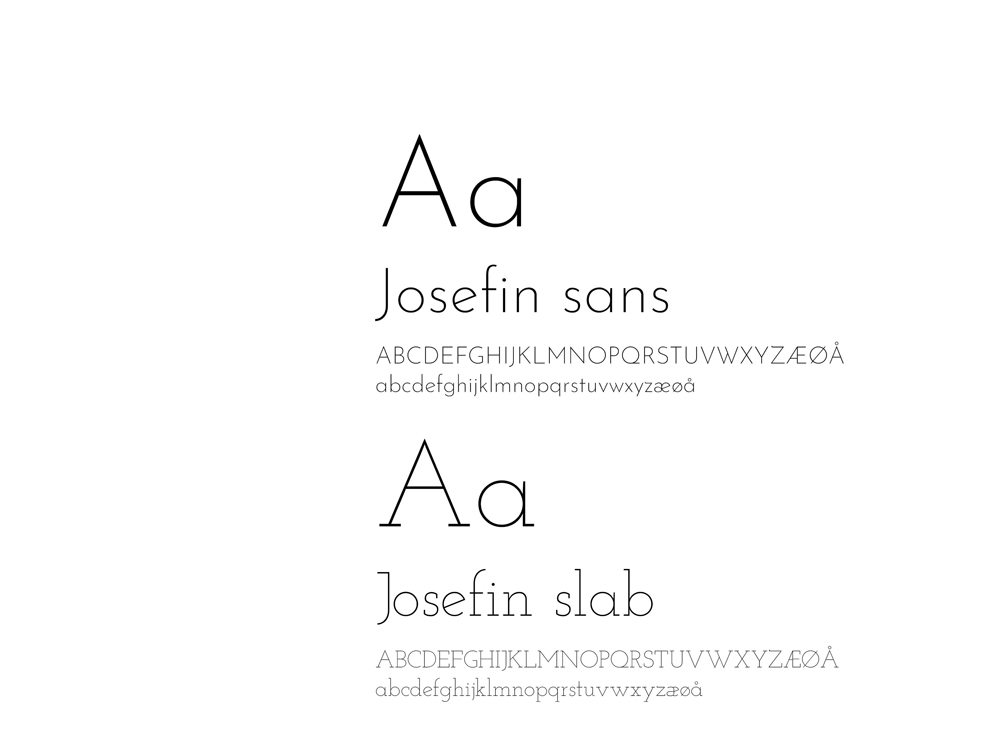 Aa
Josefin sans
ABCDEFGHIJKLMNOPQRSTUVWXYZÆØÅ
abcdefghijklmnopqrstuvwxyzæøå
Aa
Josefin slab
ABCDEFGHIJKLMNOPQRSTUVWXYZÆØÅ
abcdefghijklmnopqrstuvwxyzæøå